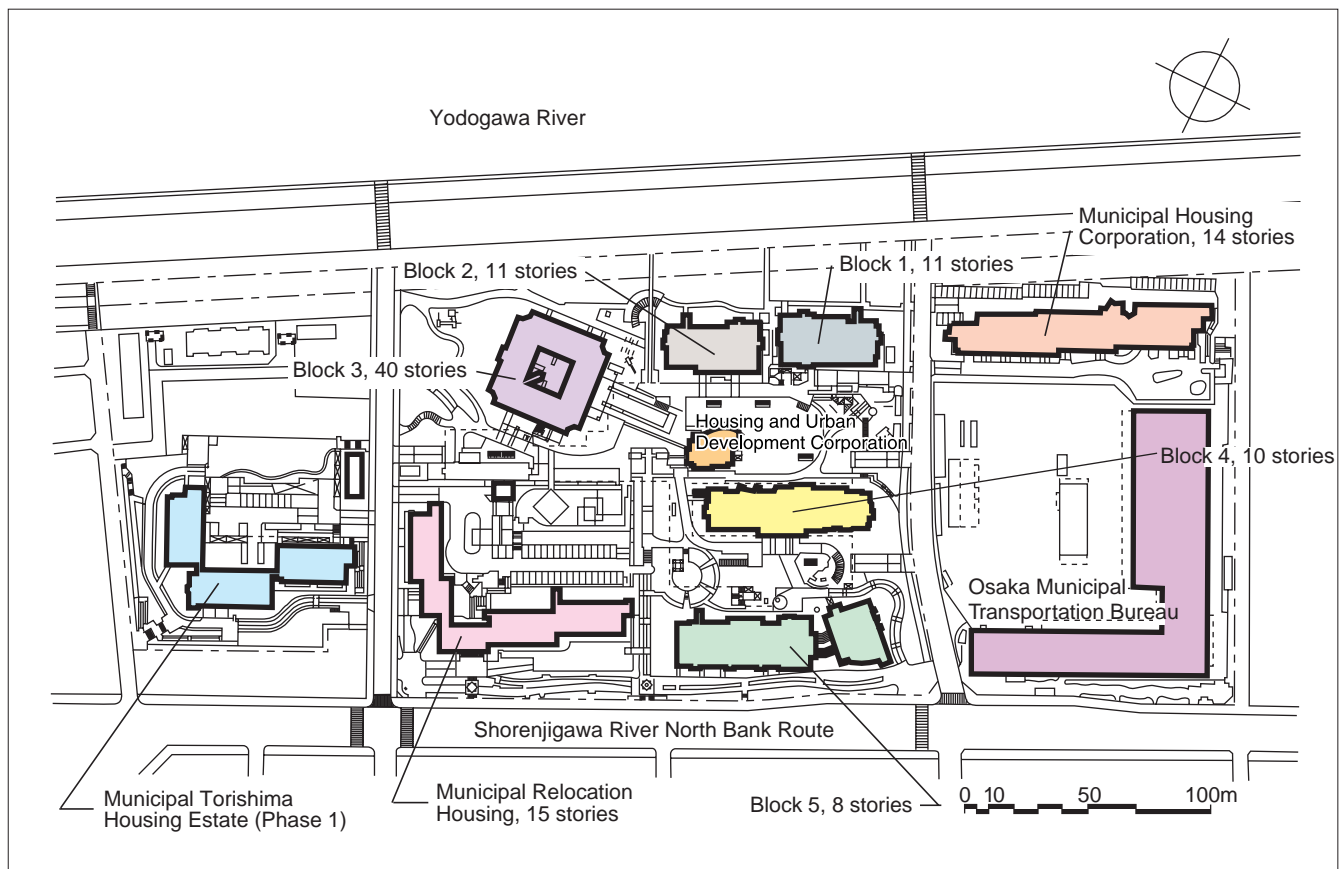 Yodogawa River
Municipal Housing
Corporation, 14 stories
Block 2, 11 stories
Block 1, 11 stories
Block 3, 40 stories
Housing and Urban
Development Corporation
Block 4, 10 stories
Osaka Municipal
Transportation Bureau
Shorenjigawa River North Bank Route
Municipal Torishima
Housing Estate (Phase 1)
Municipal Relocation
Housing, 15 stories
Block 5, 8 stories
0 10 50 100m